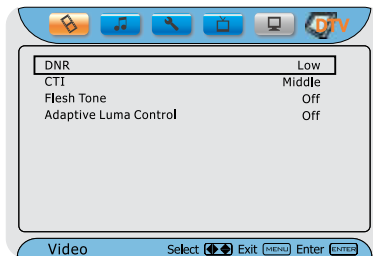 DTV
DNR Low
CTI Middle
Flesh Tone Off
Adaptive Luma Control Off
Video Select Exit MENU Enter ENTER